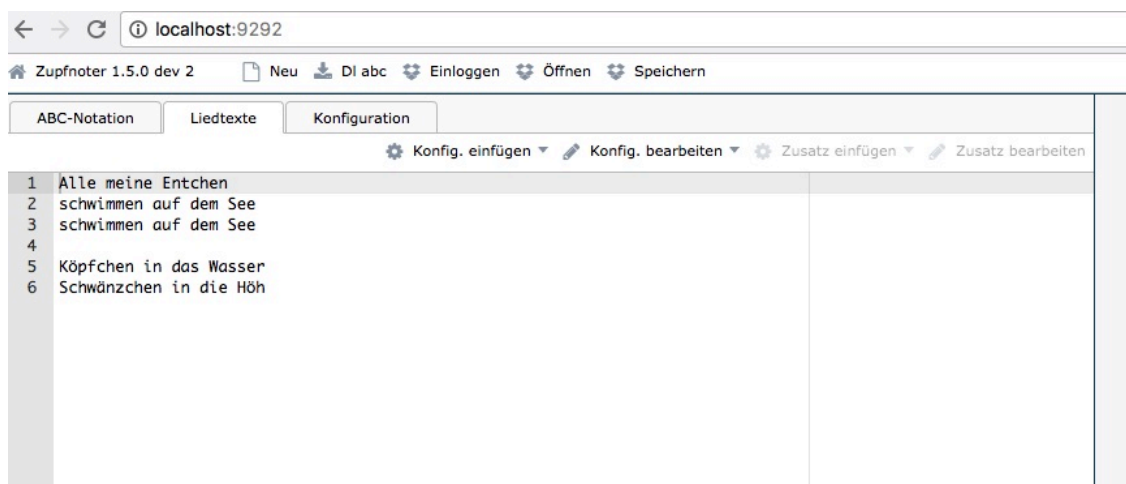 localhost:9292
Zupfnoter 1.5.0 dev 2 Neu Dl abc Einloggen Öffnen Speichern
ABC-Notation Liedtexte Konfiguration
Konfig. einfügen Konfig. bearbeiten Zusatz einfügen Zusatz bearbeiten
1 Alle meine Entchen
2 schwimmen auf dem See
3 schwimmen auf dem See
4
5 Köpfchen in das Wasser
6 Schwänzchen in die Höh